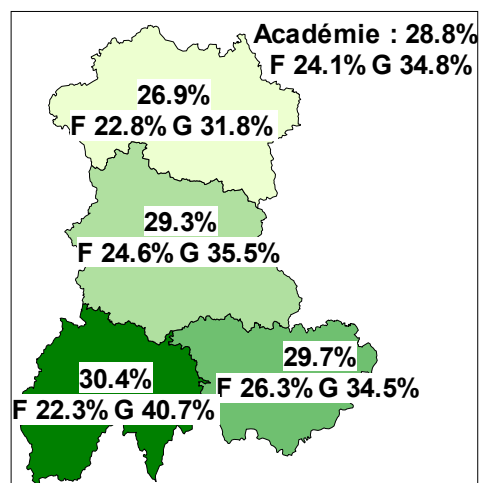 Académie : 28.8%
F 24.1% G 34.8%
26.9%
F 22.8% G 31.8%
29.3%
F 24.6% G 35.5%
29.7%
F 26.3% G 34.5%
30.4%
F 22.3% G 40.7%